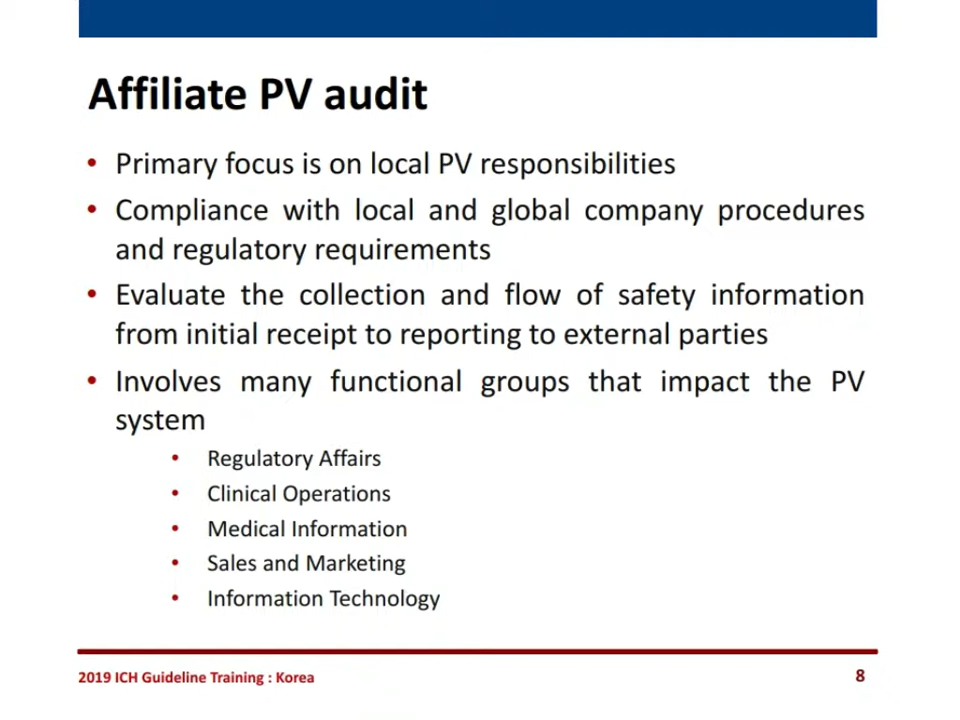 Affiliate PV audit
• Primary focus is on local PV responsibilities
• Compliance with local and global company procedures
and regulatory requirements
• Evaluate the collection and flow of safety information
from initial receipt to reporting to external parties
• Involves many functional groups that impact the PV
system
• Regulatory Affairs
• Clinical Operations
• Medical Information
• Sales and Marketing
• Information Technology
2019 ICH Guideline Training : Korea
8